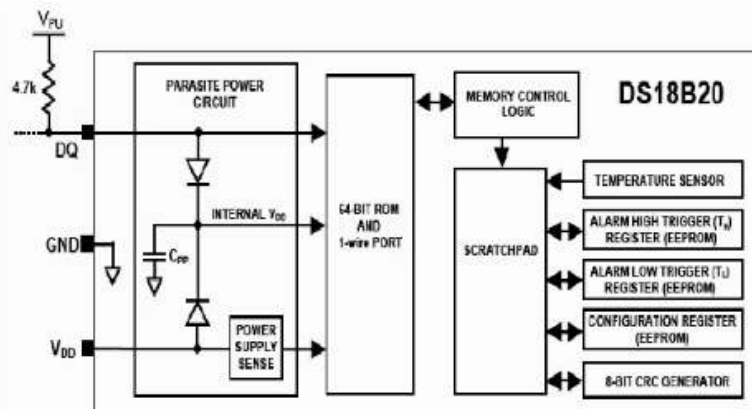 VPU
4.7k
DQ
GND
VDD
PARASITE POWER
CIRCUIT
INTERNAL VDD
CPP
POWER
SUPPLY
SENSE
64-BIT ROM
AND
1-wire PORT
MEMORY CONTROL
LOGIC
DS18B20
SCRATCHPAD
TEMPERATURE SENSOR
ALARM HIGH TRIGGER (TH)
REGISTER (EEPROM)
ALARM LOW TRIGGER (TL)
REGISTER (EEPROM)
CONFIGURATION REGISTER
(EEPROM)
8-BIT CRC GENERATOR